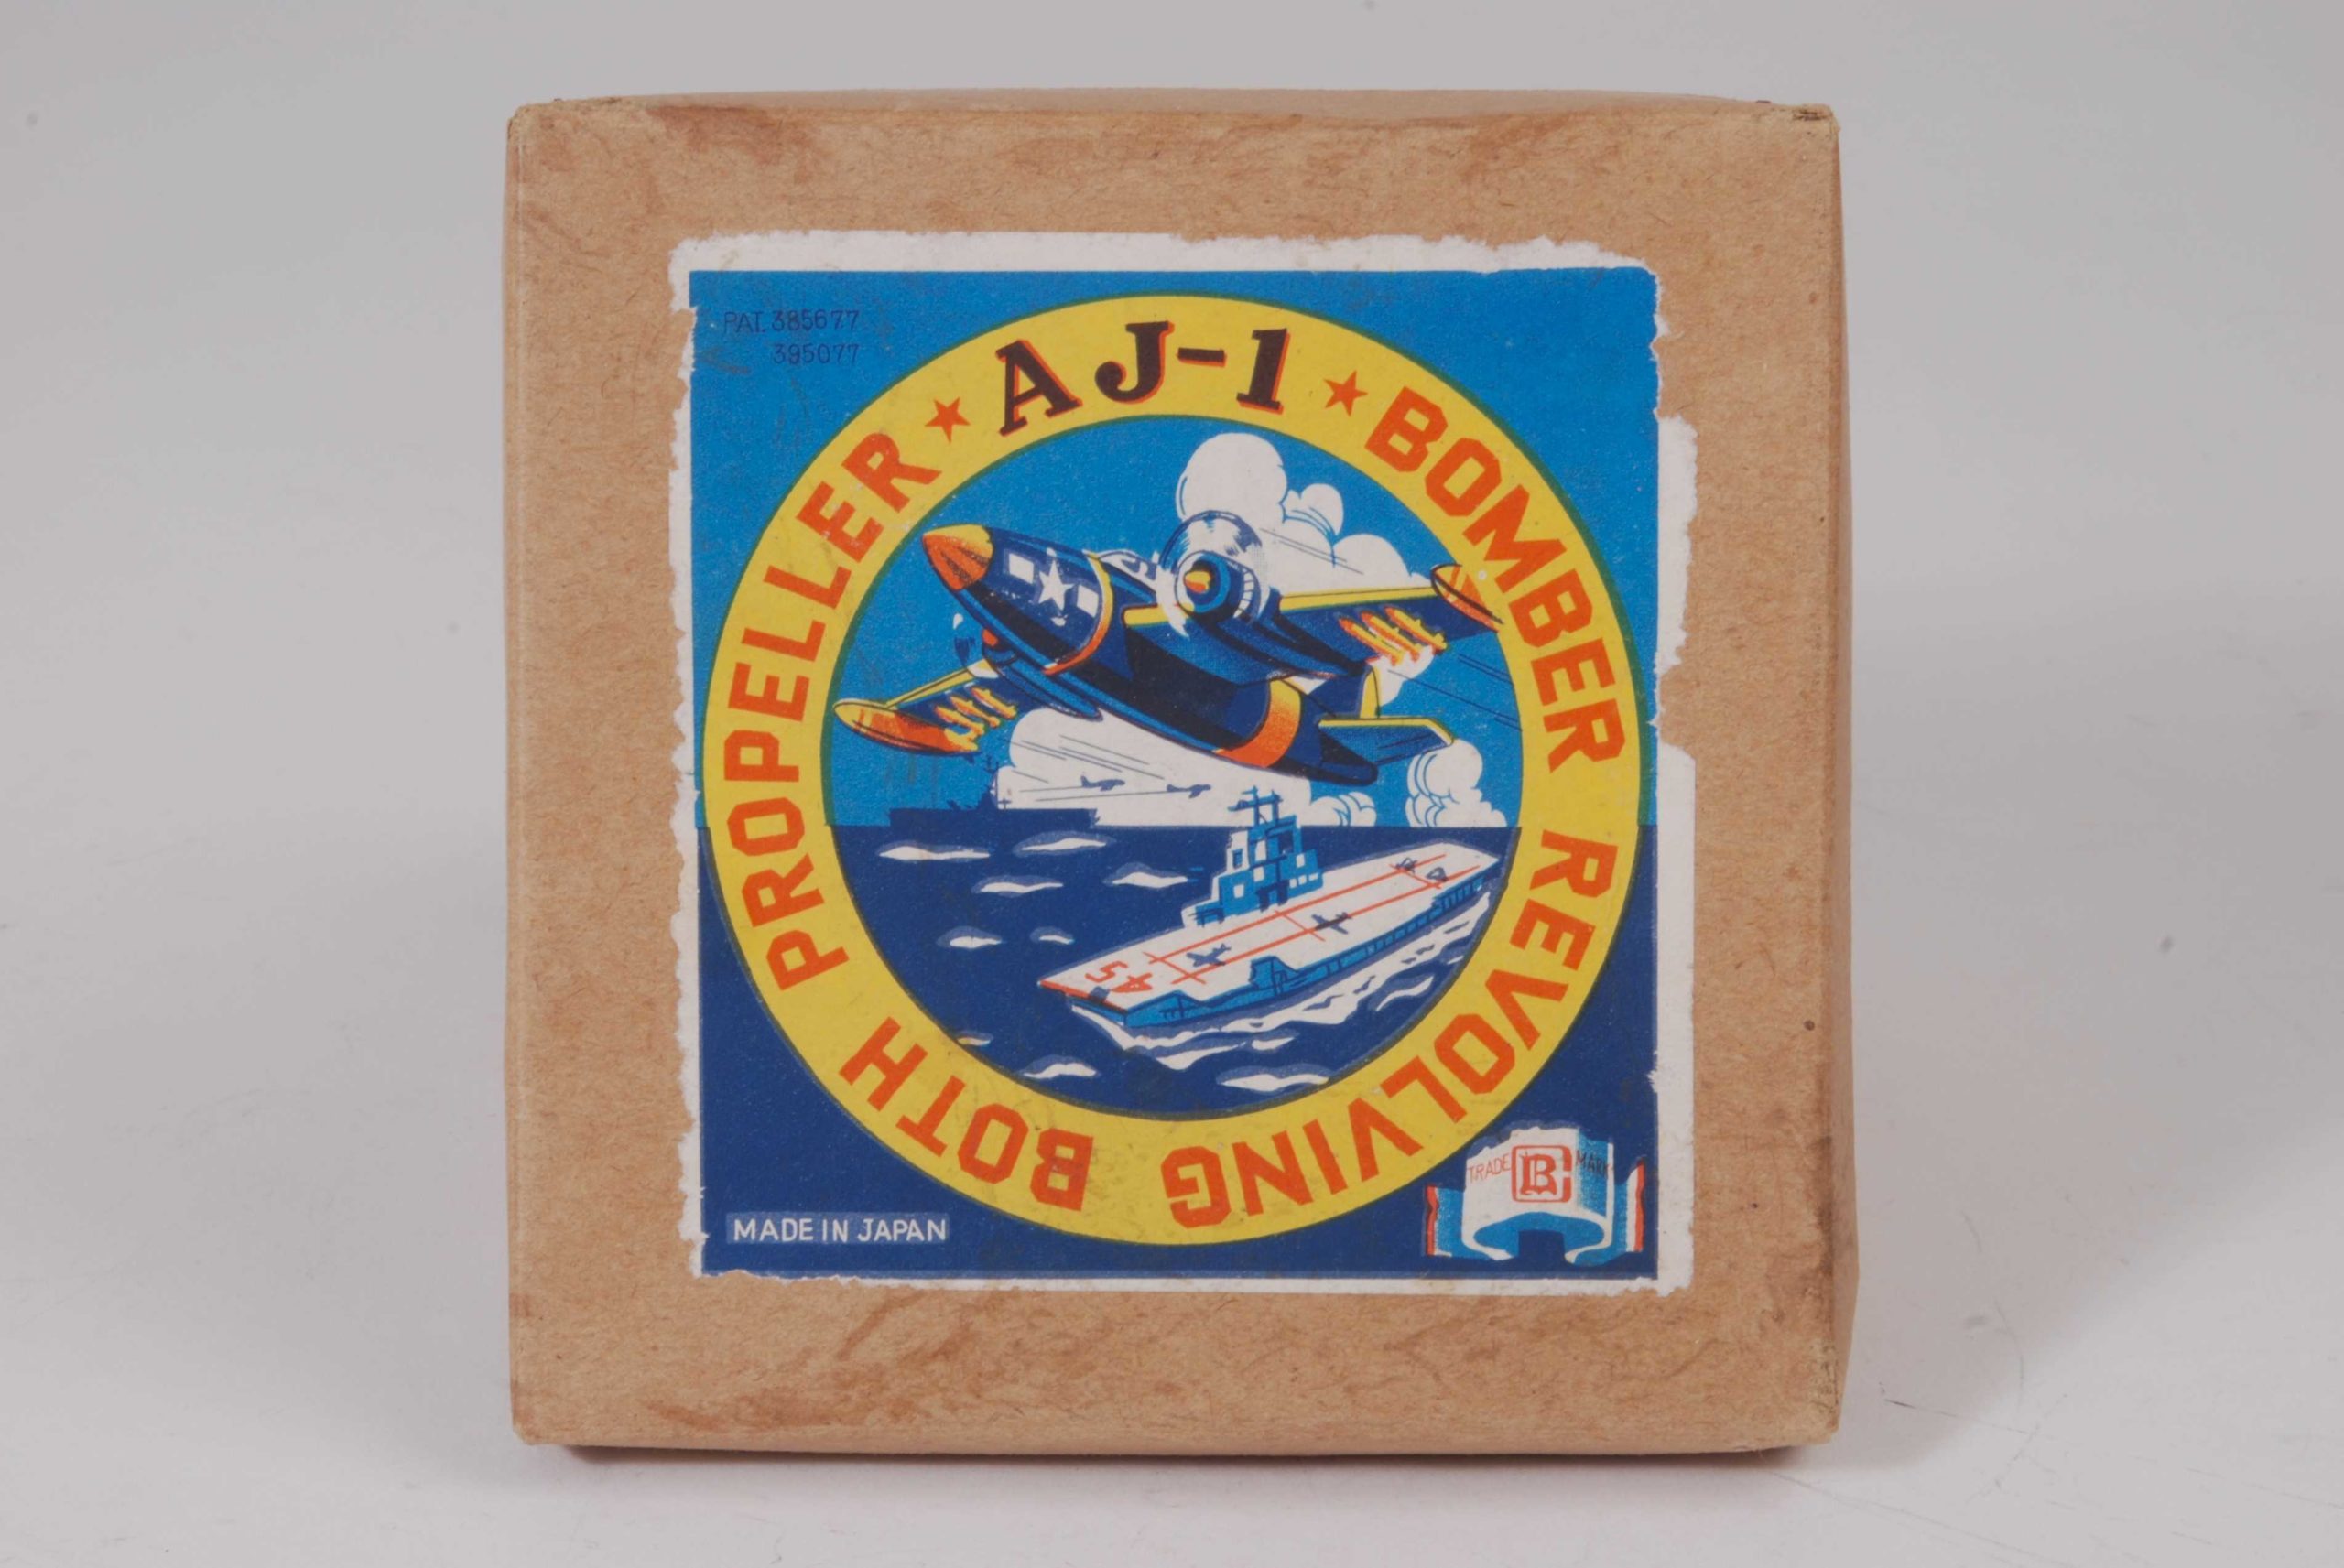 PAT. 385677
395077
AJ-1 ★ BOMBER REVOLVING BOTH PROPELLER ★
45
MADE IN JAPAN
TRADE B MARK